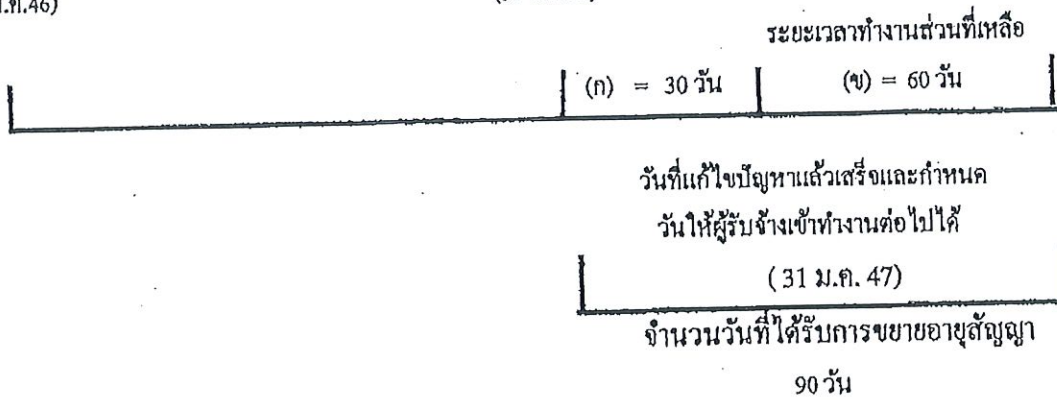 ระยะเวลาทำงานส่วนที่เหลือ
(ก) = 30 วัน (ข) = 60 วัน
วันที่แก้ไขปัญหาแล้วเสร็จและกำหนด
วันให้ผู้รับจ้างเข้าทำงานต่อไปได้
( 31 ม.ค. 47)
จำนวนวันที่ได้รับการขยายอายุสัญญา
90 วัน